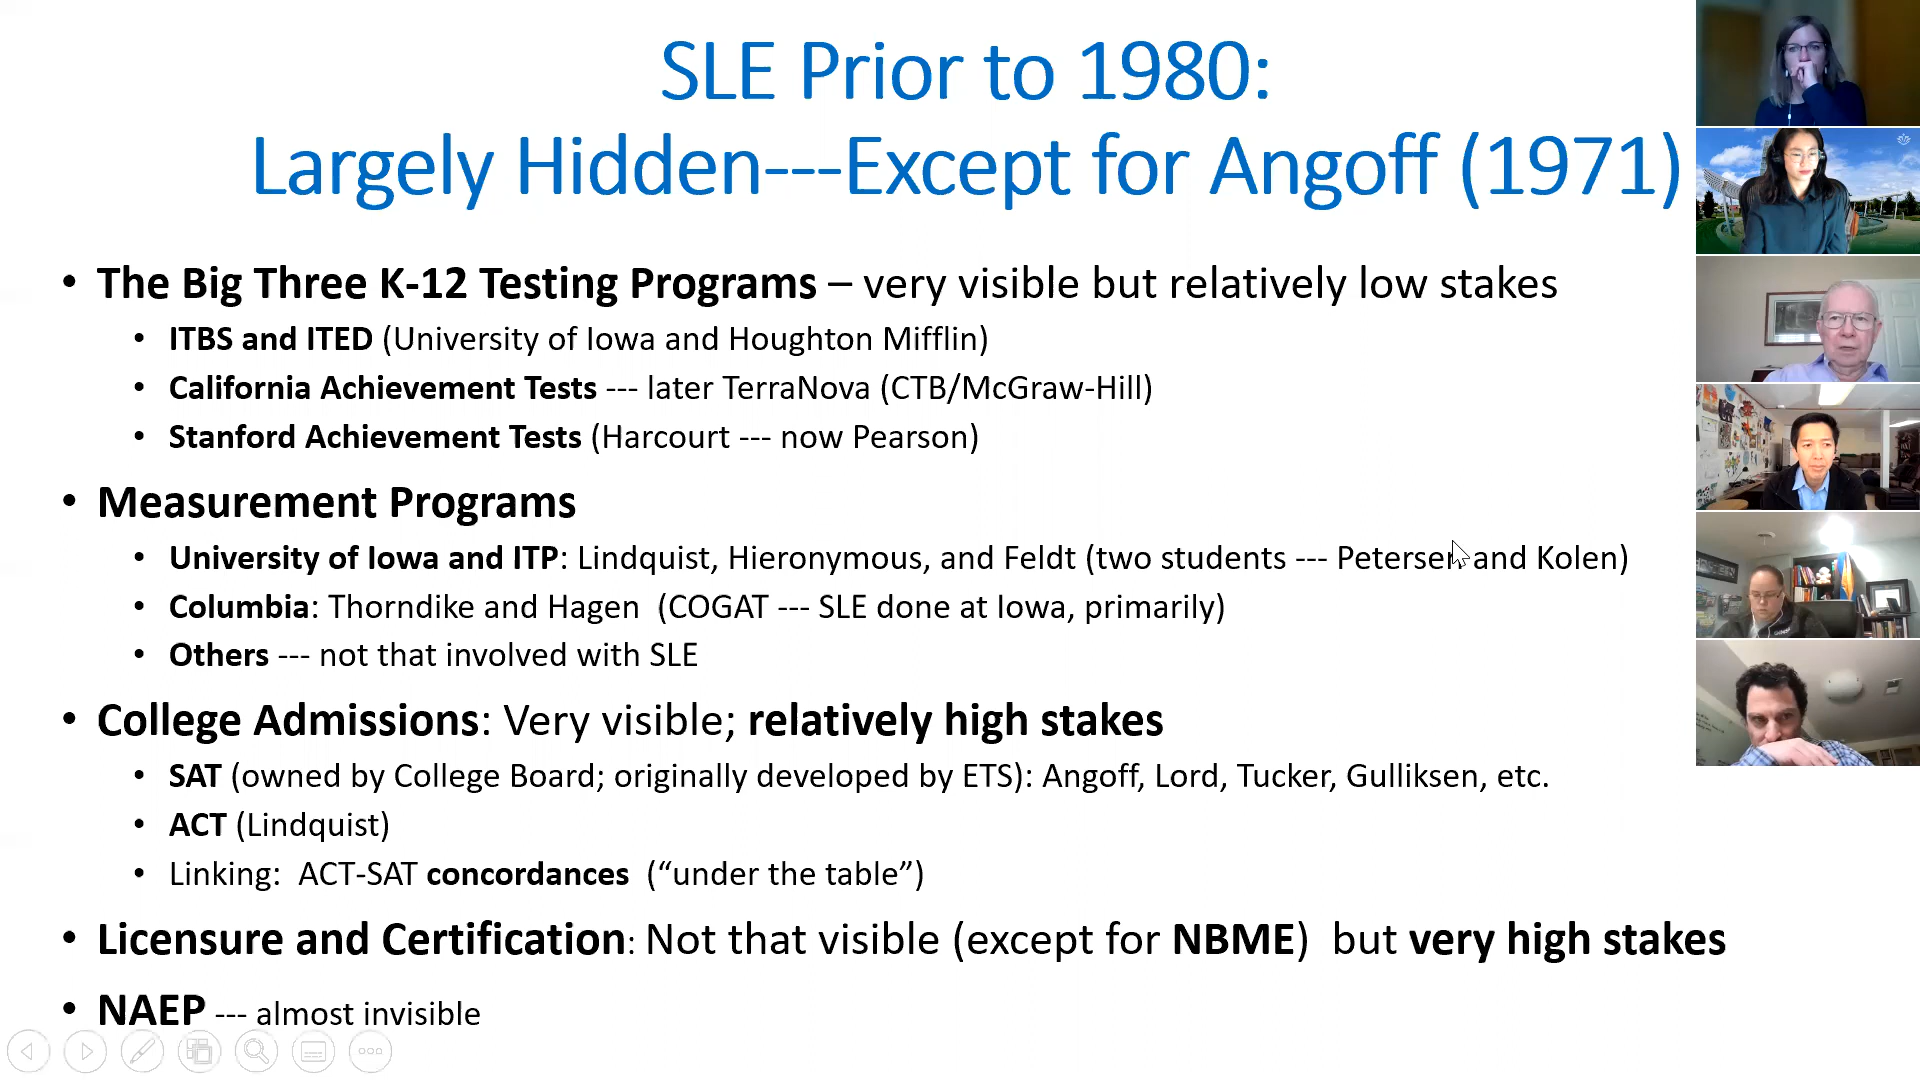 SLE Prior to 1980:
Largely Hidden---Except for Angoff (1971)
• The Big Three K-12 Testing Programs – very visible but relatively low stakes
• ITBS and ITED (University of Iowa and Houghton Mifflin)
• California Achievement Tests --- later TerraNova (CTB/McGraw-Hill)
• Stanford Achievement Tests (Harcourt --- now Pearson)
• Measurement Programs
• University of Iowa and ITP: Lindquist, Hieronymous, and Feldt (two students --- Petersen and Kolen)
• Columbia: Thorndike and Hagen (COGAT --- SLE done at Iowa, primarily)
• Others --- not that involved with SLE
• College Admissions: Very visible; relatively high stakes
• SAT (owned by College Board; originally developed by ETS): Angoff, Lord, Tucker, Gulliksen, etc.
• ACT (Lindquist)
• Linking: ACT-SAT concordances (“under the table”)
• Licensure and Certification: Not that visible (except for NBME) but very high stakes
• NAEP --- almost invisible